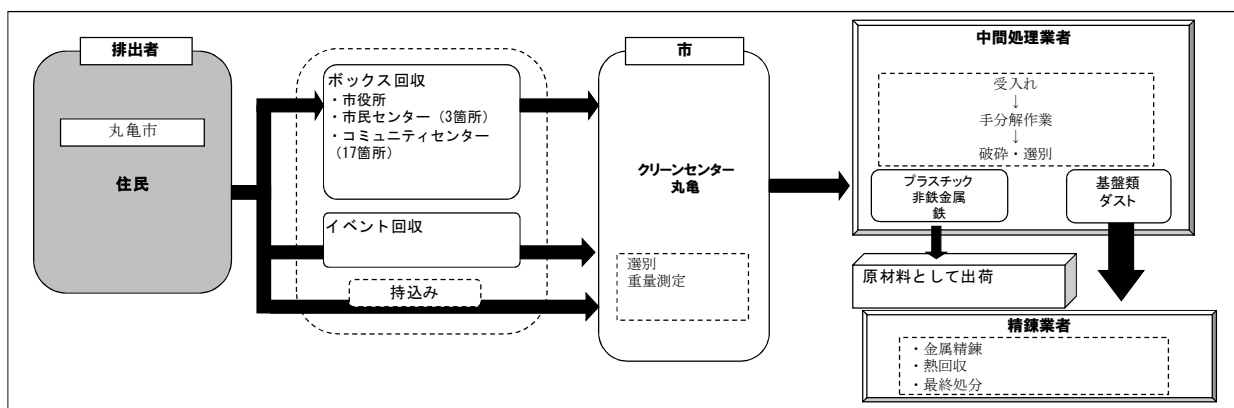 排出者
丸亀市
住民
ボックス回収
・市役所
・市民センター（3箇所）
・コミュニティセンター
（17箇所）
イベント回収
持込み
市
クリーンセンター
丸亀
選別
重量測定
中間処理業者
受入れ
↓
手分解作業
↓
破砕・選別
プラスチック
非鉄金属
鉄
基盤類
ダスト
原材料として出荷
精錬業者
・金属精錬
・熱回収
・最終処分